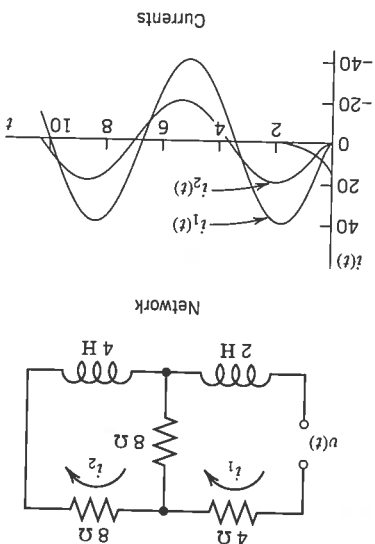 4 Ω 8 Ω
i₁ i₂
v(t) 8 Ω
2 H 4 H
Network
i(t)
40
i₁(t)
20
i₂(t)
0 2 4 6 8 10 t
−20
−40
Currents